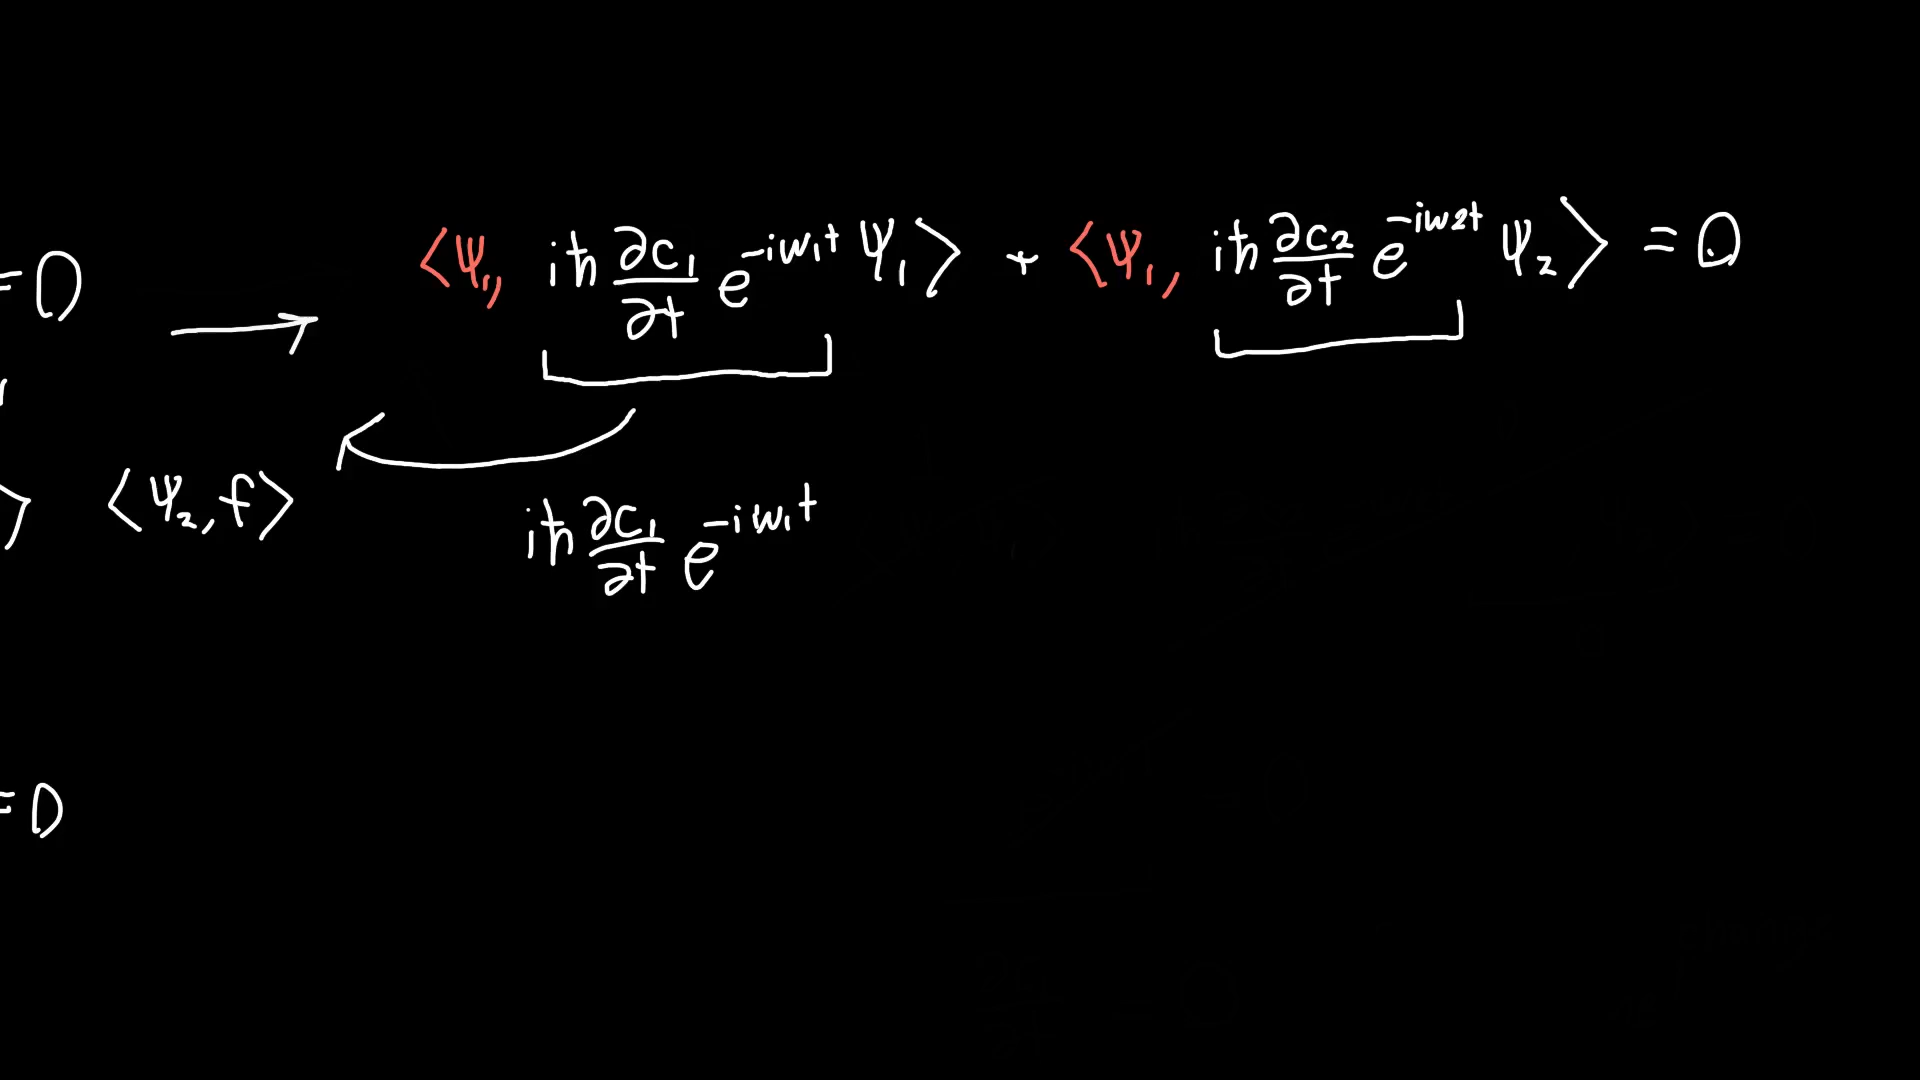 =0 → ⟨ψ₁, iħ ∂c₁/∂t e^(-iω₁t) ψ₁⟩ + ⟨ψ₁, iħ ∂c₂/∂t e^(-iω2t) ψ₂⟩ = 0
⟩ ⟨ψ₂, f⟩ iħ ∂c₁/∂t e^(-iω₁t)
=0